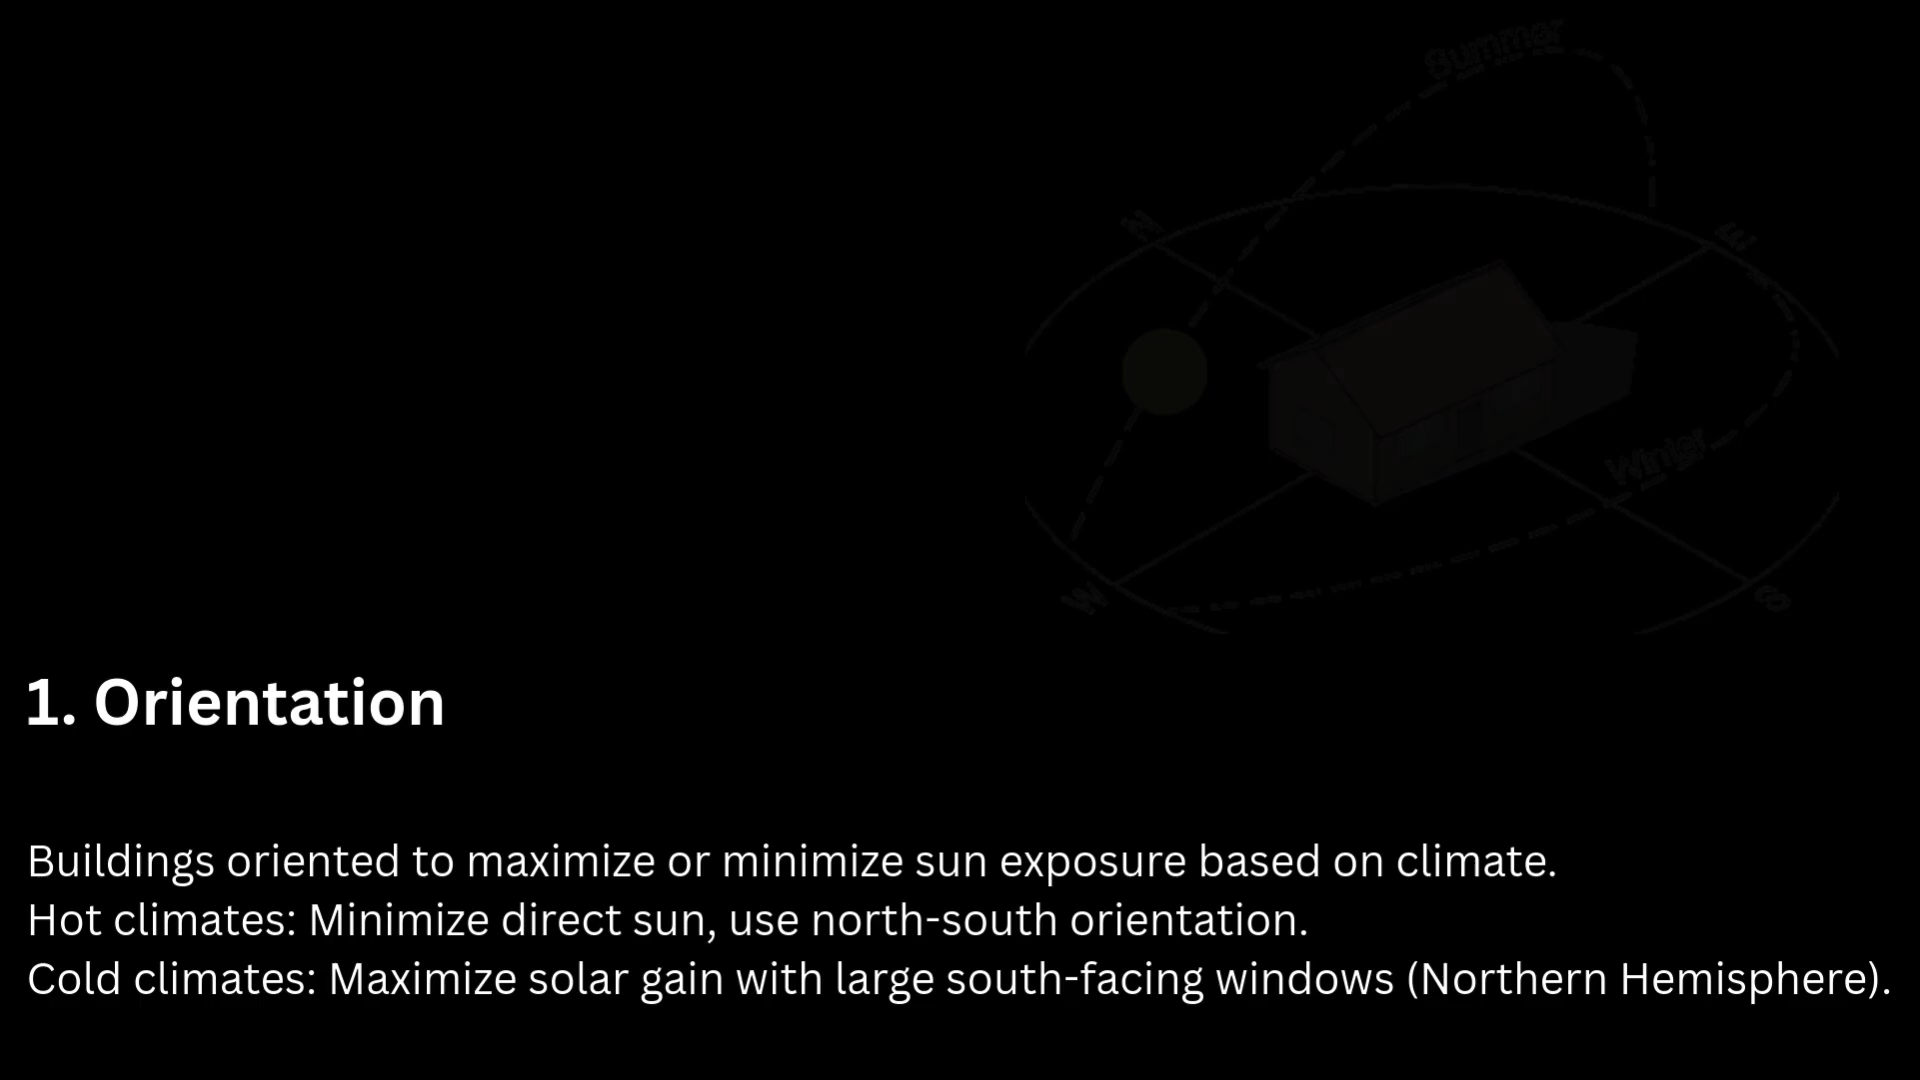 Summer
N
E
Winter
W
S
1. Orientation
Buildings oriented to maximize or minimize sun exposure based on climate.
Hot climates: Minimize direct sun, use north-south orientation.
Cold climates: Maximize solar gain with large south-facing windows (Northern Hemisphere).